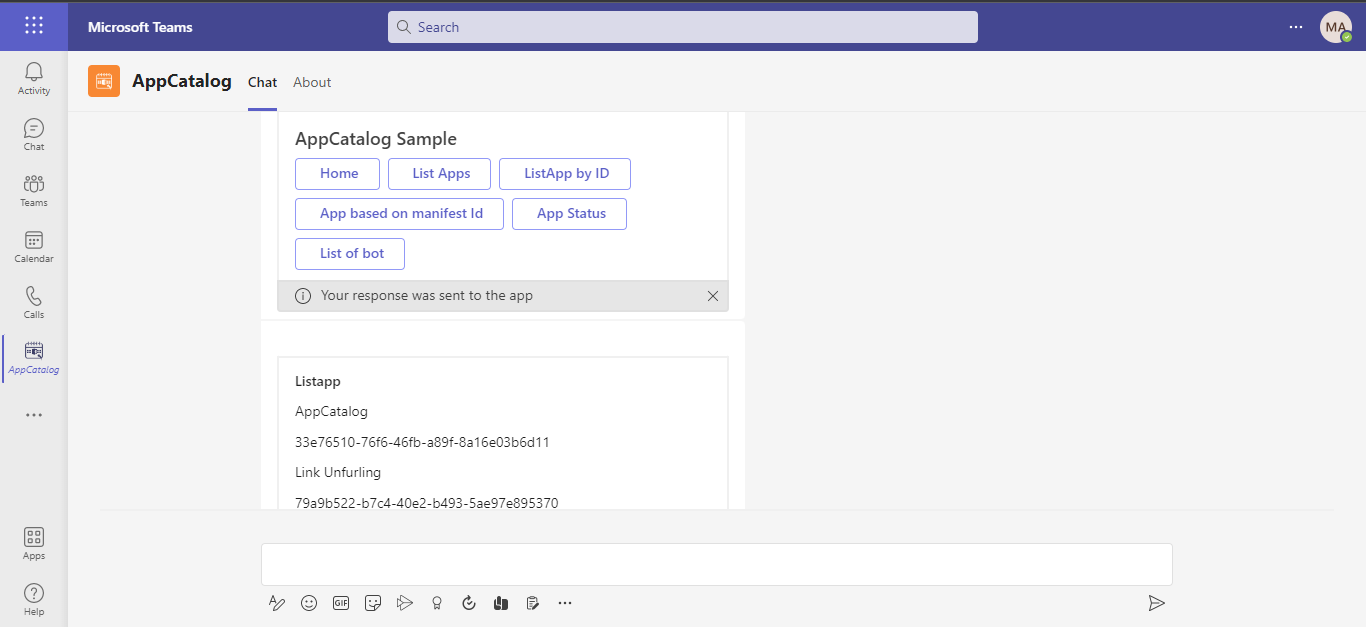 Microsoft Teams
Search
MA
Activity
Chat
Teams
Calendar
Calls
AppCatalog
Apps
Help
AppCatalog Chat About
AppCatalog Sample
Home List Apps ListApp by ID
App based on manifest Id App Status
List of bot
Your response was sent to the app
Listapp
AppCatalog
33e76510-76f6-46fb-a89f-8a16e03b6d11
Link Unfurling
79a9b522-b7c4-40e2-b493-5ae97e895370
GIF